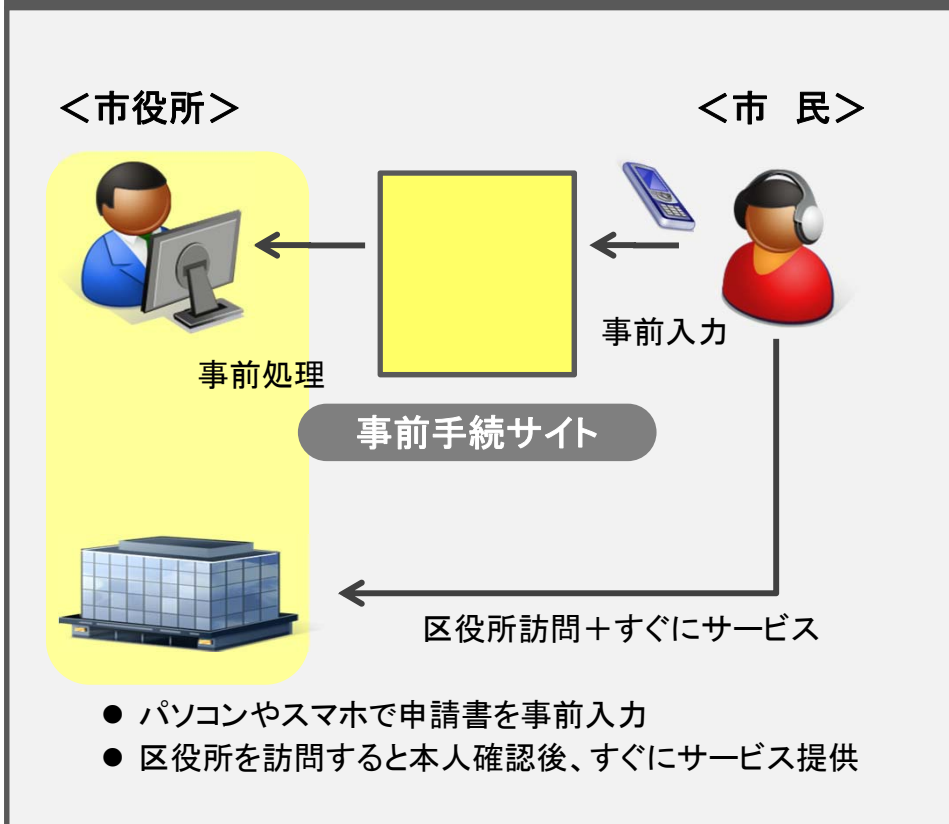 ＜市役所＞
＜市　民＞
事前入力
事前処理
事前手続サイト
区役所訪問＋すぐにサービス
● パソコンやスマホで申請書を事前入力
● 区役所を訪問すると本人確認後、すぐにサービス提供